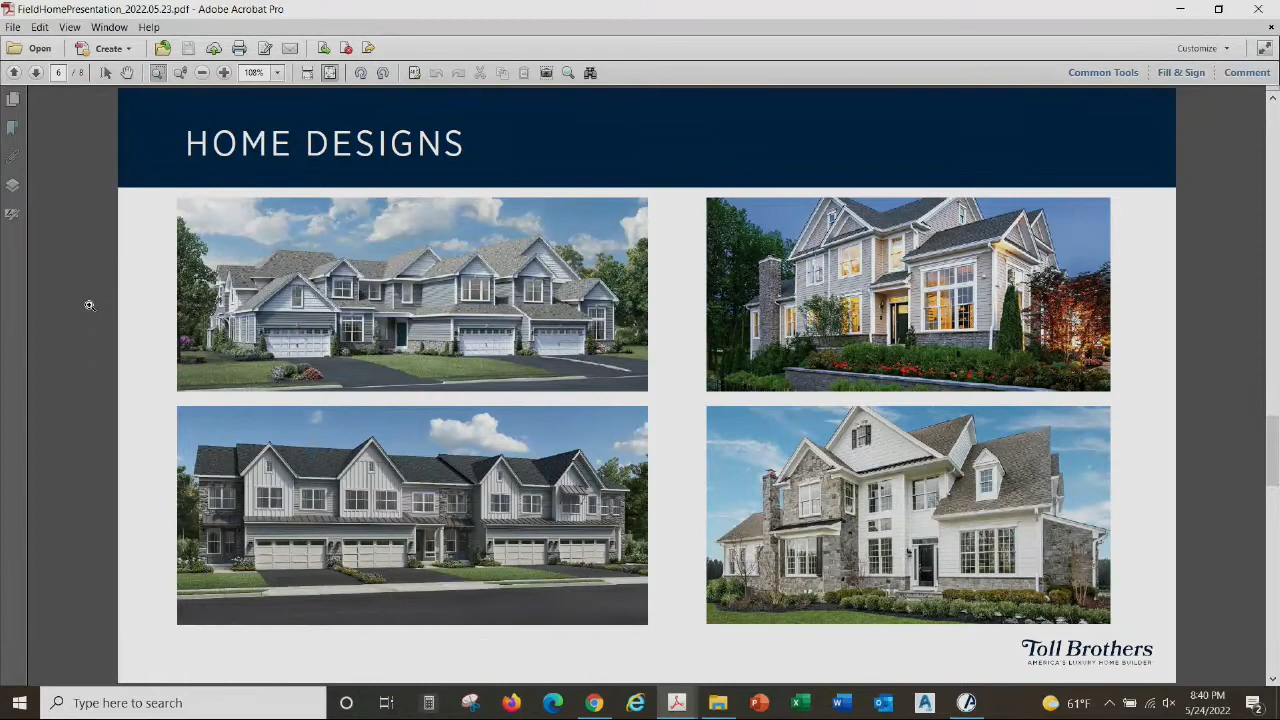 FieldHomePresentation_2022.05.23.pdf - Adobe Acrobat Pro
File Edit View Window Help
Open Create Customize
6 / 8 108% Common Tools Fill & Sign Comment
HOME DESIGNS
Toll Brothers
AMERICA'S LUXURY HOME BUILDER
Type here to search
61°F
8:40 PM
5/24/2022
2